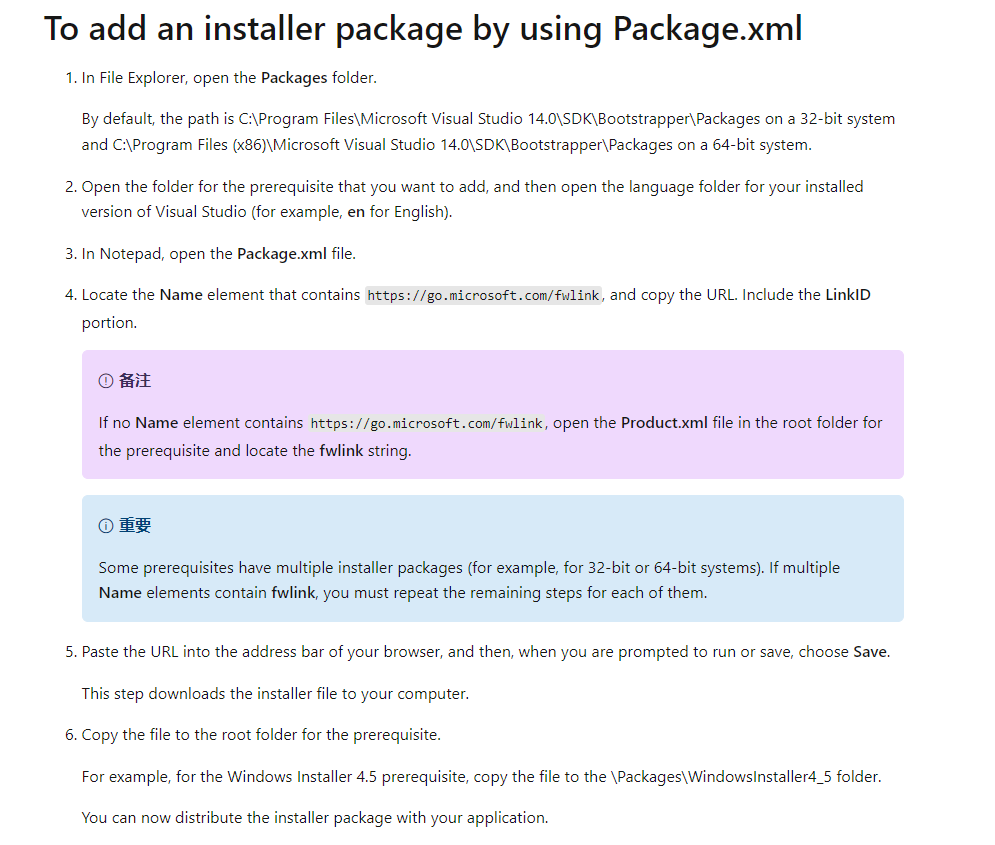 To add an installer package by using Package.xml
1. In File Explorer, open the Packages folder.
By default, the path is C:\Program Files\Microsoft Visual Studio 14.0\SDK\Bootstrapper\Packages on a 32-bit system
and C:\Program Files (x86)\Microsoft Visual Studio 14.0\SDK\Bootstrapper\Packages on a 64-bit system.
2. Open the folder for the prerequisite that you want to add, and then open the language folder for your installed
version of Visual Studio (for example, en for English).
3. In Notepad, open the Package.xml file.
4. Locate the Name element that contains https://go.microsoft.com/fwlink, and copy the URL. Include the LinkID
portion.
备注
If no Name element contains https://go.microsoft.com/fwlink, open the Product.xml file in the root folder for
the prerequisite and locate the fwlink string.
重要
Some prerequisites have multiple installer packages (for example, for 32-bit or 64-bit systems). If multiple
Name elements contain fwlink, you must repeat the remaining steps for each of them.
5. Paste the URL into the address bar of your browser, and then, when you are prompted to run or save, choose Save.
This step downloads the installer file to your computer.
6. Copy the file to the root folder for the prerequisite.
For example, for the Windows Installer 4.5 prerequisite, copy the file to the \Packages\WindowsInstaller4_5 folder.
You can now distribute the installer package with your application.